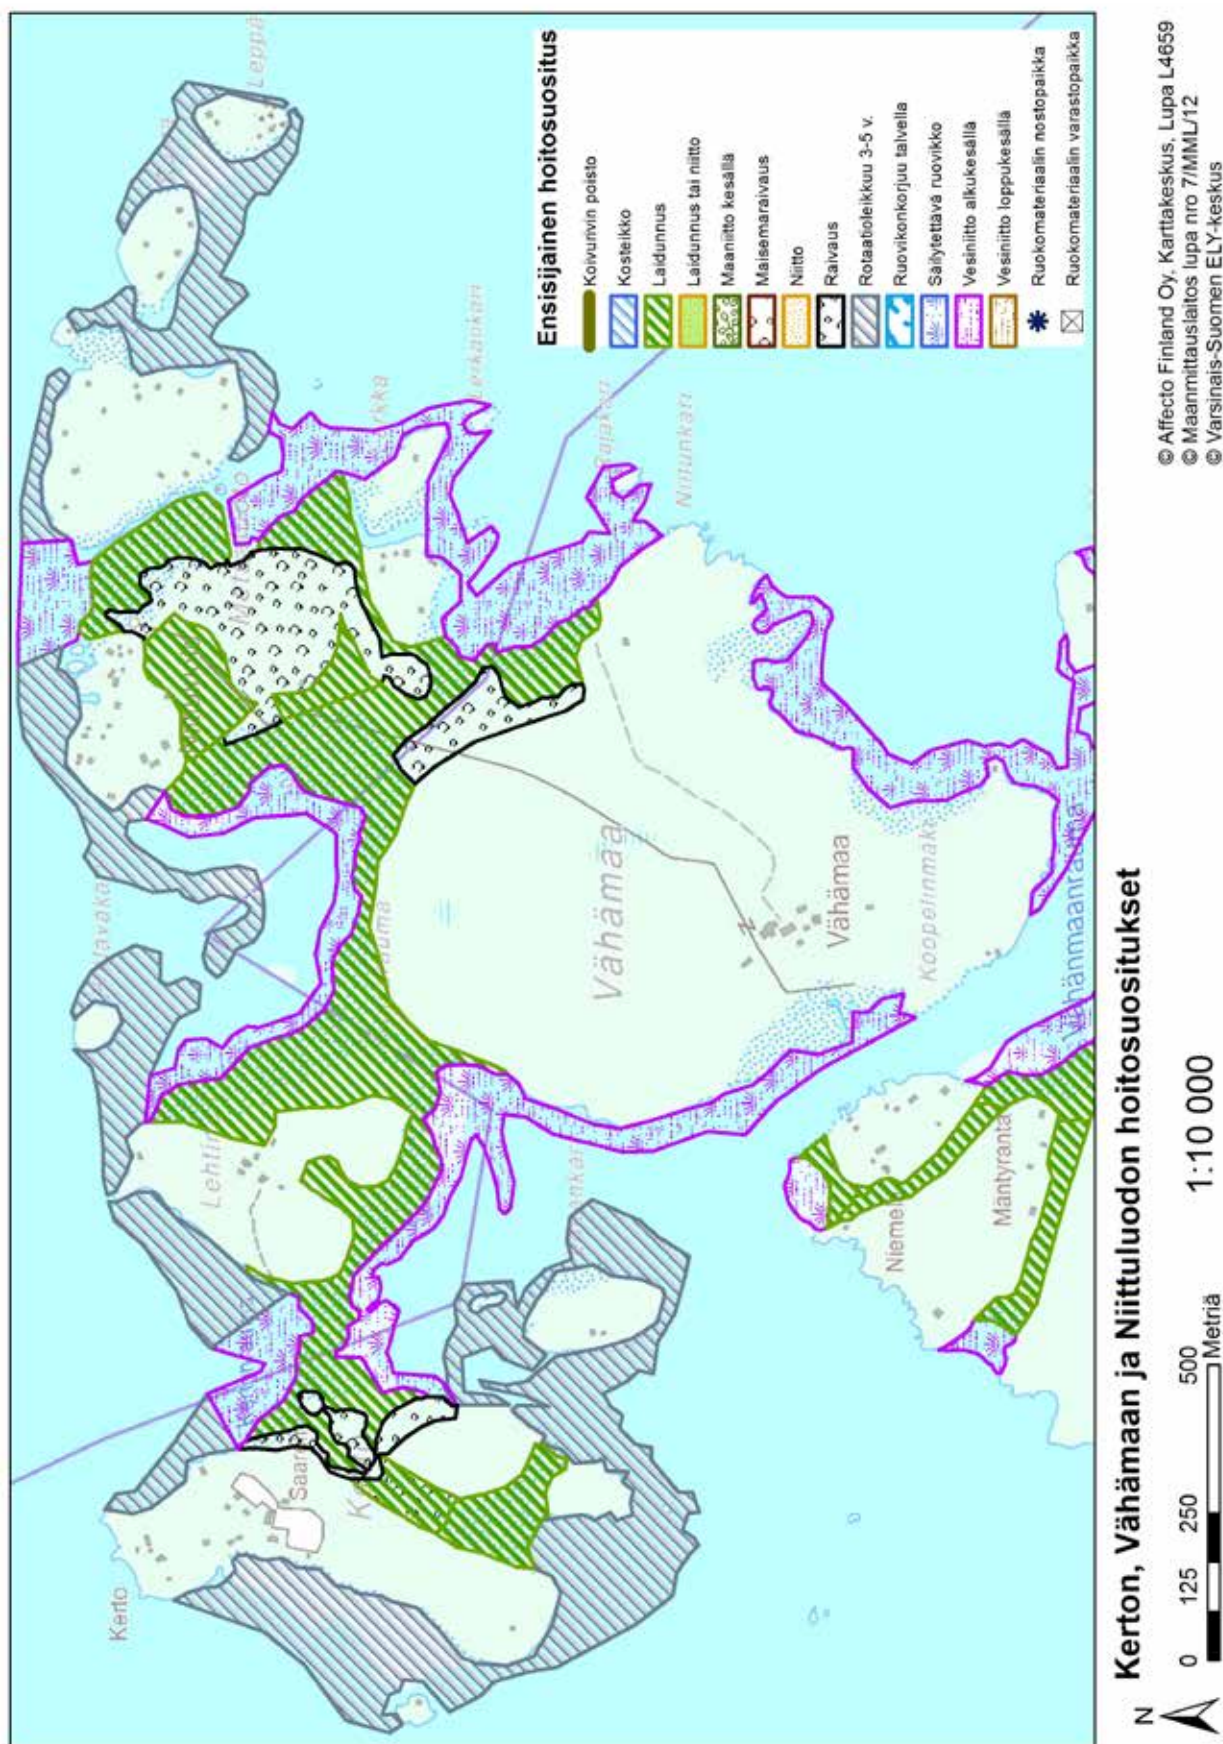 Ensisijainen hoitosuositus
Koivurivin poisto
Kosteikko
Laidunnus
Laidunnus tai niitto
Maaniitto kesällä
Maisemaraivaus
Niitto
Raivaus
Rotaatioleikkuu 3-5 v.
Ruovikonkorjuu talvella
Säilytettävä ruovikko
Vesiniitto alkukesällä
Vesiniitto loppukesällä
Ruokomateriaalin nostopaikka
Ruokomateriaalin varastopaikka
Kerto
Vähämaa
Vähämaa
Koopelinmäki
Vähänmaanrauma
Mäntyranta
Kerton, Vähämaan ja Niittuluodon hoitosuositukset
N
0 125 250 500
Metriä
1:10 000
© Affecto Finland Oy, Karttakeskus, Lupa L4659
© Maanmittauslaitos lupa nro 7/MML/12
© Varsinais-Suomen ELY-keskus